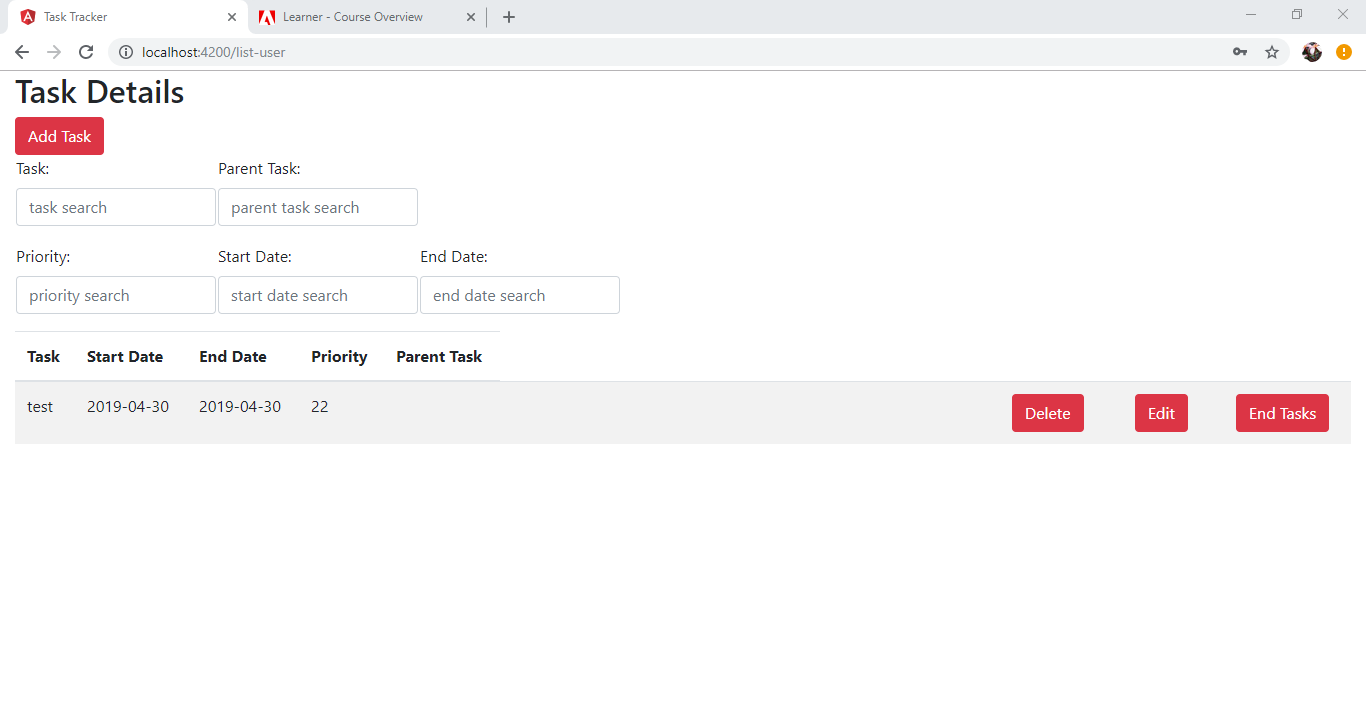 Task Tracker
Learner - Course Overview
localhost:4200/list-user
Task Details
Add Task
Task: Parent Task:
task search parent task search
Priority: Start Date: End Date:
priority search start date search end date search
Task Start Date End Date Priority Parent Task
test 2019-04-30 2019-04-30 22 Delete Edit End Tasks